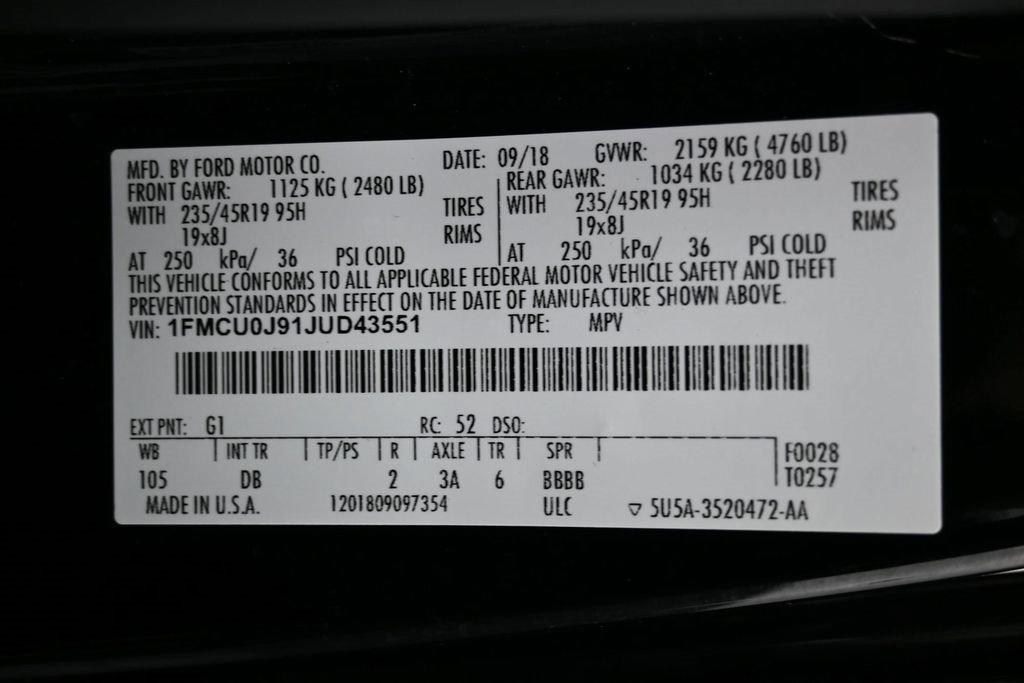 MFD. BY FORD MOTOR CO. DATE: 09/18 GVWR: 2159 KG ( 4760 LB)
FRONT GAWR: 1125 KG ( 2480 LB) REAR GAWR: 1034 KG ( 2280 LB)
WITH 235/45R19 95H TIRES WITH 235/45R19 95H TIRES
19x8J RIMS 19x8J RIMS
AT 250 kPa/ 36 PSI COLD AT 250 kPa/ 36 PSI COLD
THIS VEHICLE CONFORMS TO ALL APPLICABLE FEDERAL MOTOR VEHICLE SAFETY AND THEFT
PREVENTION STANDARDS IN EFFECT ON THE DATE OF MANUFACTURE SHOWN ABOVE.
VIN: 1FMCU0J91JUD43551 TYPE: MPV
EXT PNT: G1 RC: 52 DSO:
WB INT TR TP/PS R AXLE TR SPR F0028
105 DB 2 3A 6 BBBB T0257
MADE IN U.S.A. 1201809097354 ULC ▽ 5U5A-3520472-AA